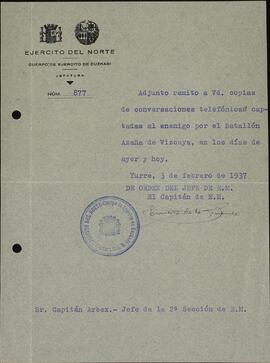 EJERCITO DEL NORTE
CUERPO DE EJERCITO DE EUZKADI
JEFATURA
NÚM. 877
Adjunto remito a Vd. copias
de conversaciones telefónicas cap-
tadas al enemigo por el Batallón
Azaña de Vizcaya, en los días de
ayer y hoy.
Yurre, 3 de febrero de 1937
DE ORDEN DEL JEFE DE E.M.
El Capitán de E.M.
Sr. Capitán Arbex.- Jefe de la 2ª Sección de E.M.